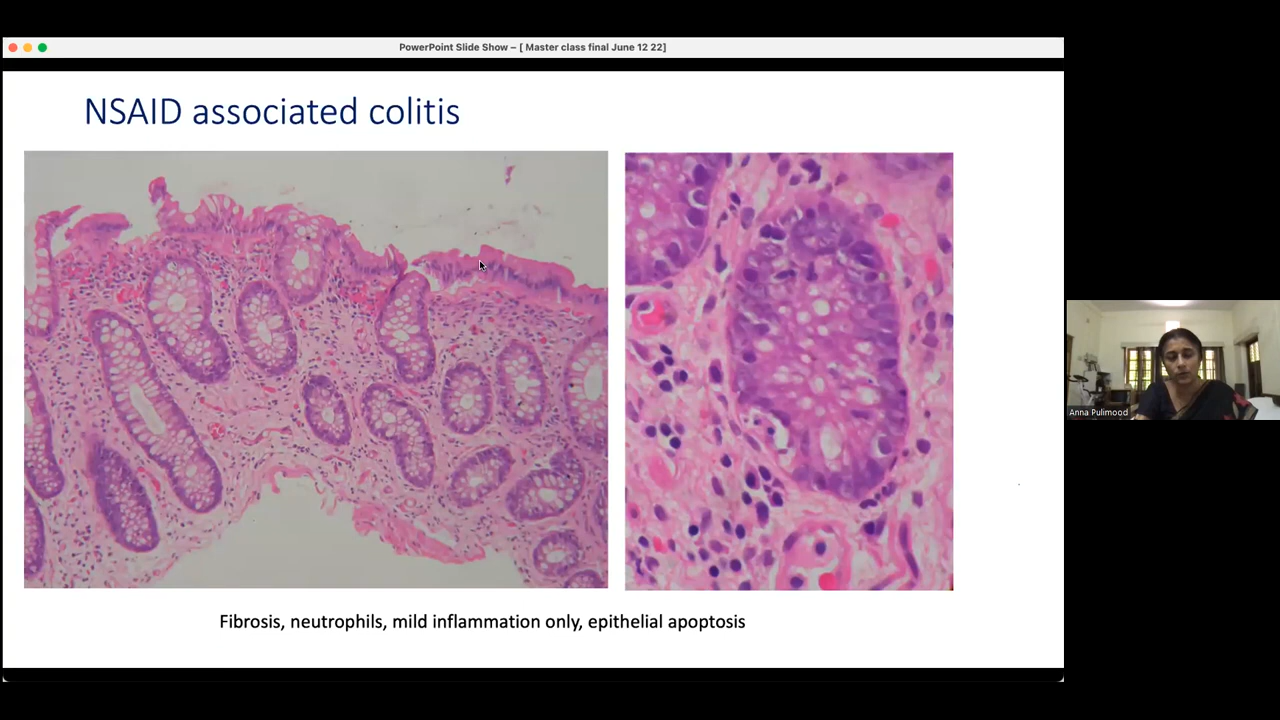 PowerPoint Slide Show – [ Master class final June 12 22]
NSAID associated colitis
Fibrosis, neutrophils, mild inflammation only, epithelial apoptosis
Anna Pulimood